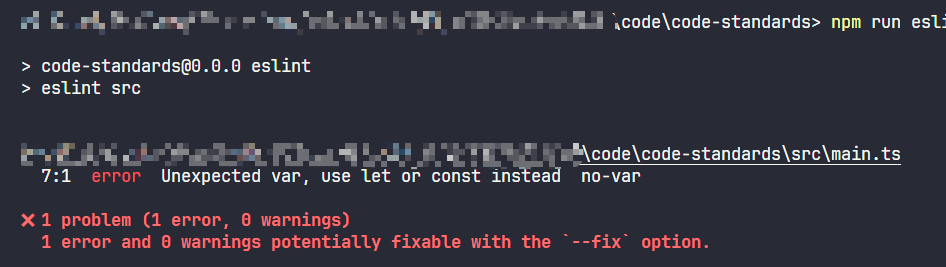 \code\code-standards> npm run esli
> code-standards@0.0.0 eslint
> eslint src
\code\code-standards\src\main.ts
7:1 error Unexpected var, use let or const instead no-var
✖ 1 problem (1 error, 0 warnings)
1 error and 0 warnings potentially fixable with the `--fix` option.